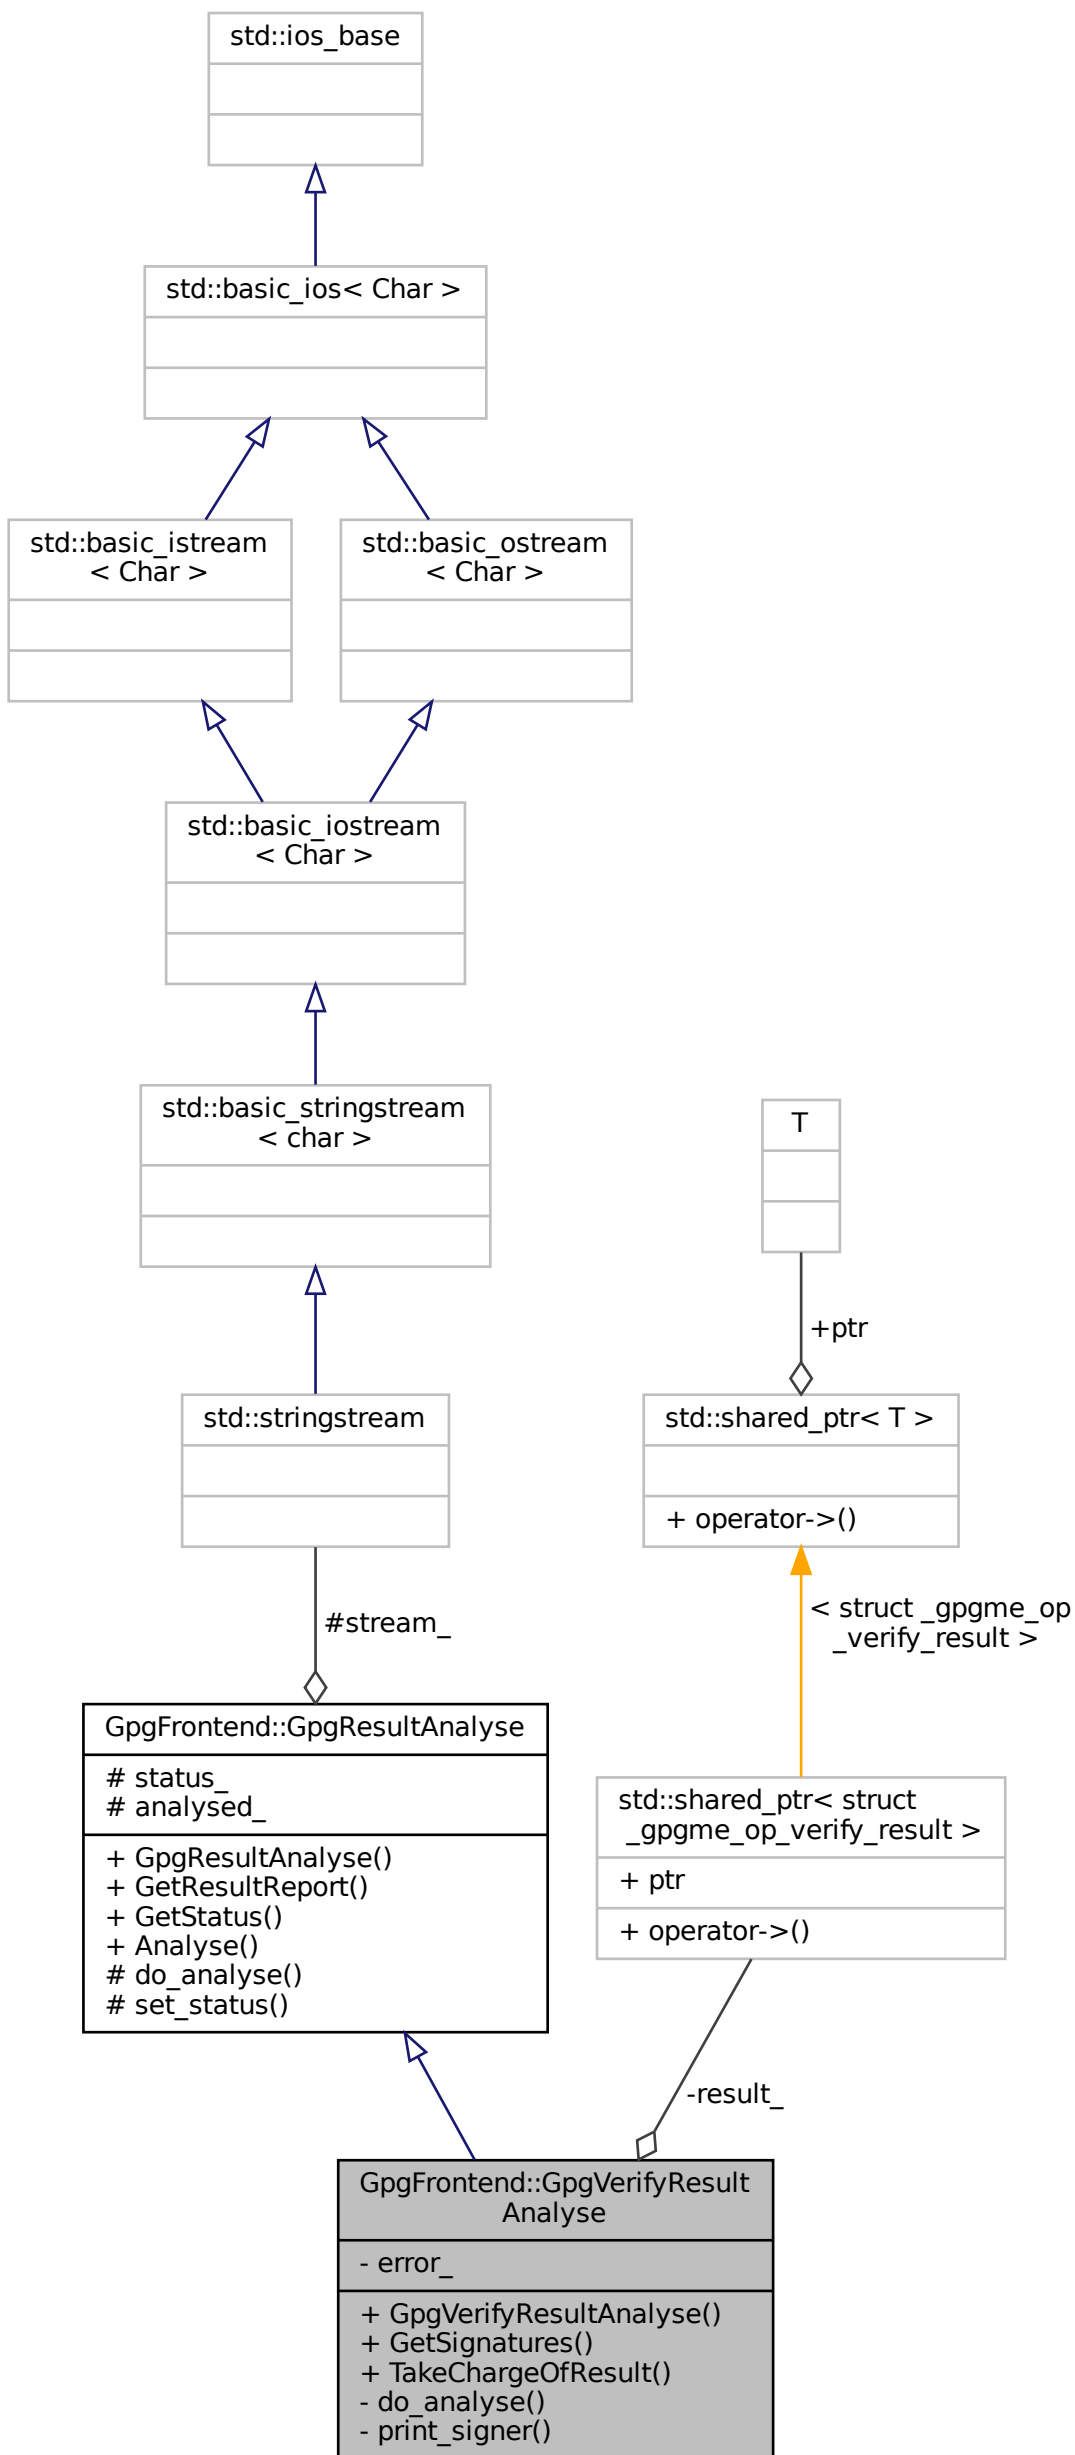 std::ios_base
std::basic_ios< Char >
std::basic_istream
< Char >
std::basic_ostream
< Char >
std::basic_iostream
< Char >
std::basic_stringstream
< char >
T
+ptr
std::stringstream
std::shared_ptr< T >
+ operator->()
#stream_
< struct _gpgme_op
_verify_result >
GpgFrontend::GpgResultAnalyse
# status_
# analysed_
+ GpgResultAnalyse()
+ GetResultReport()
+ GetStatus()
+ Analyse()
# do_analyse()
# set_status()
std::shared_ptr< struct
_gpgme_op_verify_result >
+ ptr
+ operator->()
-result_
GpgFrontend::GpgVerifyResult
Analyse
- error_
+ GpgVerifyResultAnalyse()
+ GetSignatures()
+ TakeChargeOfResult()
- do_analyse()
- print_signer()